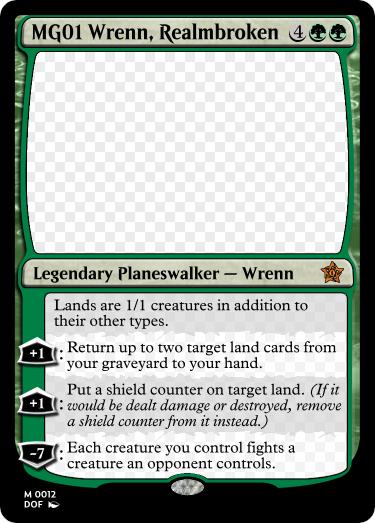 MG01 Wrenn, Realmbroken 4
Legendary Planeswalker — Wrenn
Lands are 1/1 creatures in addition to
their other types.
+1: Return up to two target land cards from
your graveyard to your hand.
+1: Put a shield counter on target land. (If it
would be dealt damage or destroyed, remove
a shield counter from it instead.)
-7: Each creature you control fights a
creature an opponent controls.
M 0012
DOF